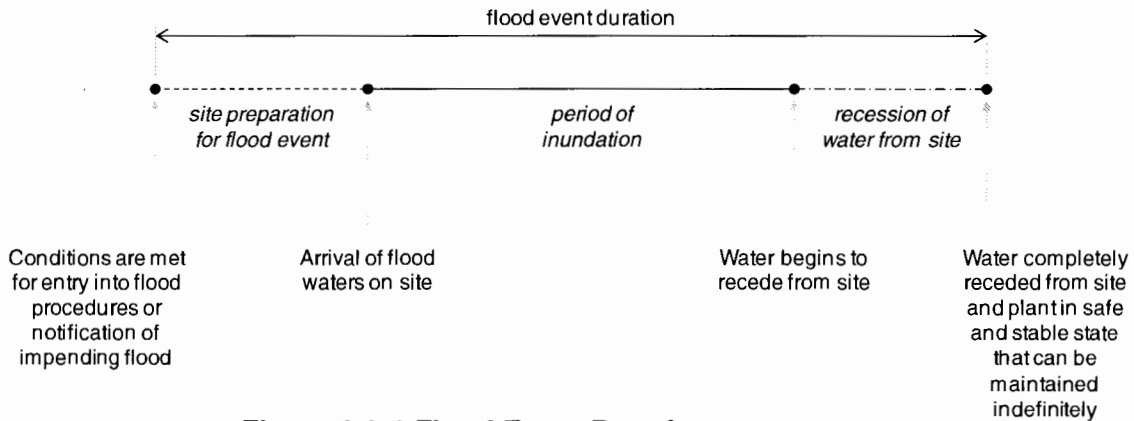 flood event duration
site preparation
for flood event
period of
inundation
recession of
water from site
Conditions are met
for entry into flood
procedures or
notification of
impending flood
Arrival of flood
waters on site
Water begins to
recede from site
Water completely
receded from site
and plant in safe
and stable state
that can be
maintained
indefinitely